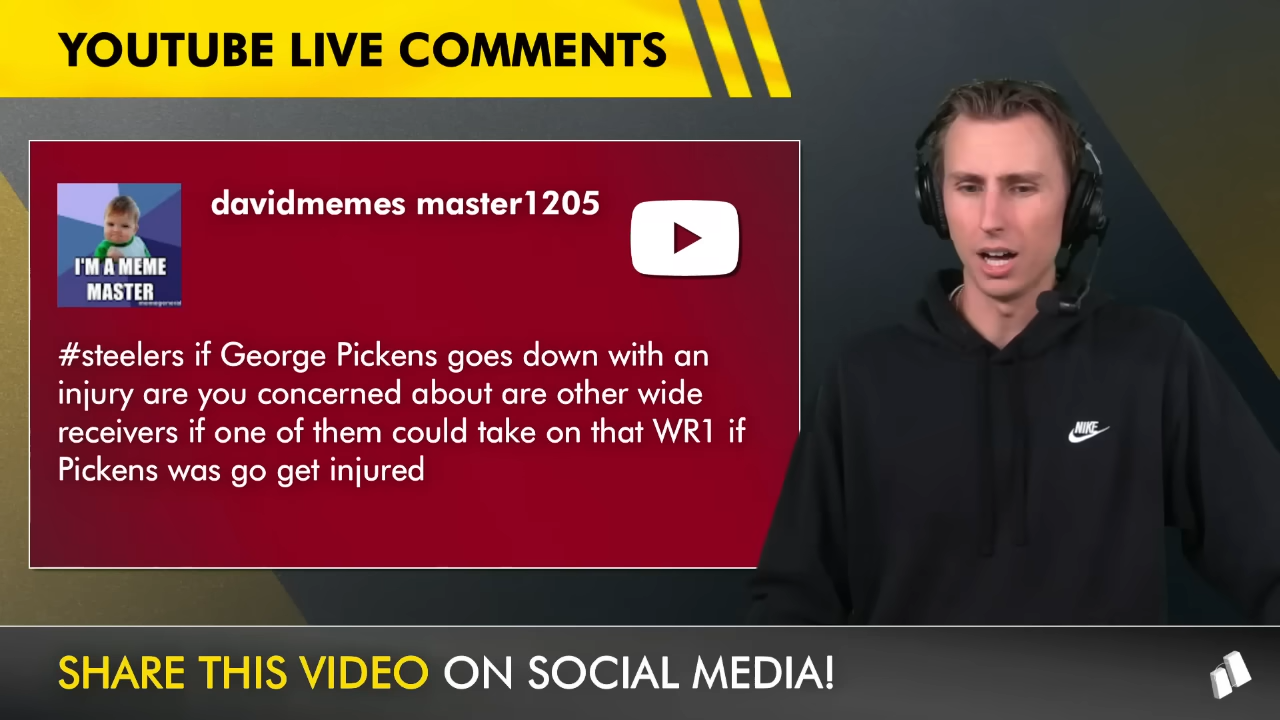 YOUTUBE LIVE COMMENTS
davidmemes master1205
I'M A MEME
MASTER
#steelers if George Pickens goes down with an
injury are you concerned about are other wide
receivers if one of them could take on that WR1 if
Pickens was go get injured
NIKE
SHARE THIS VIDEO ON SOCIAL MEDIA!